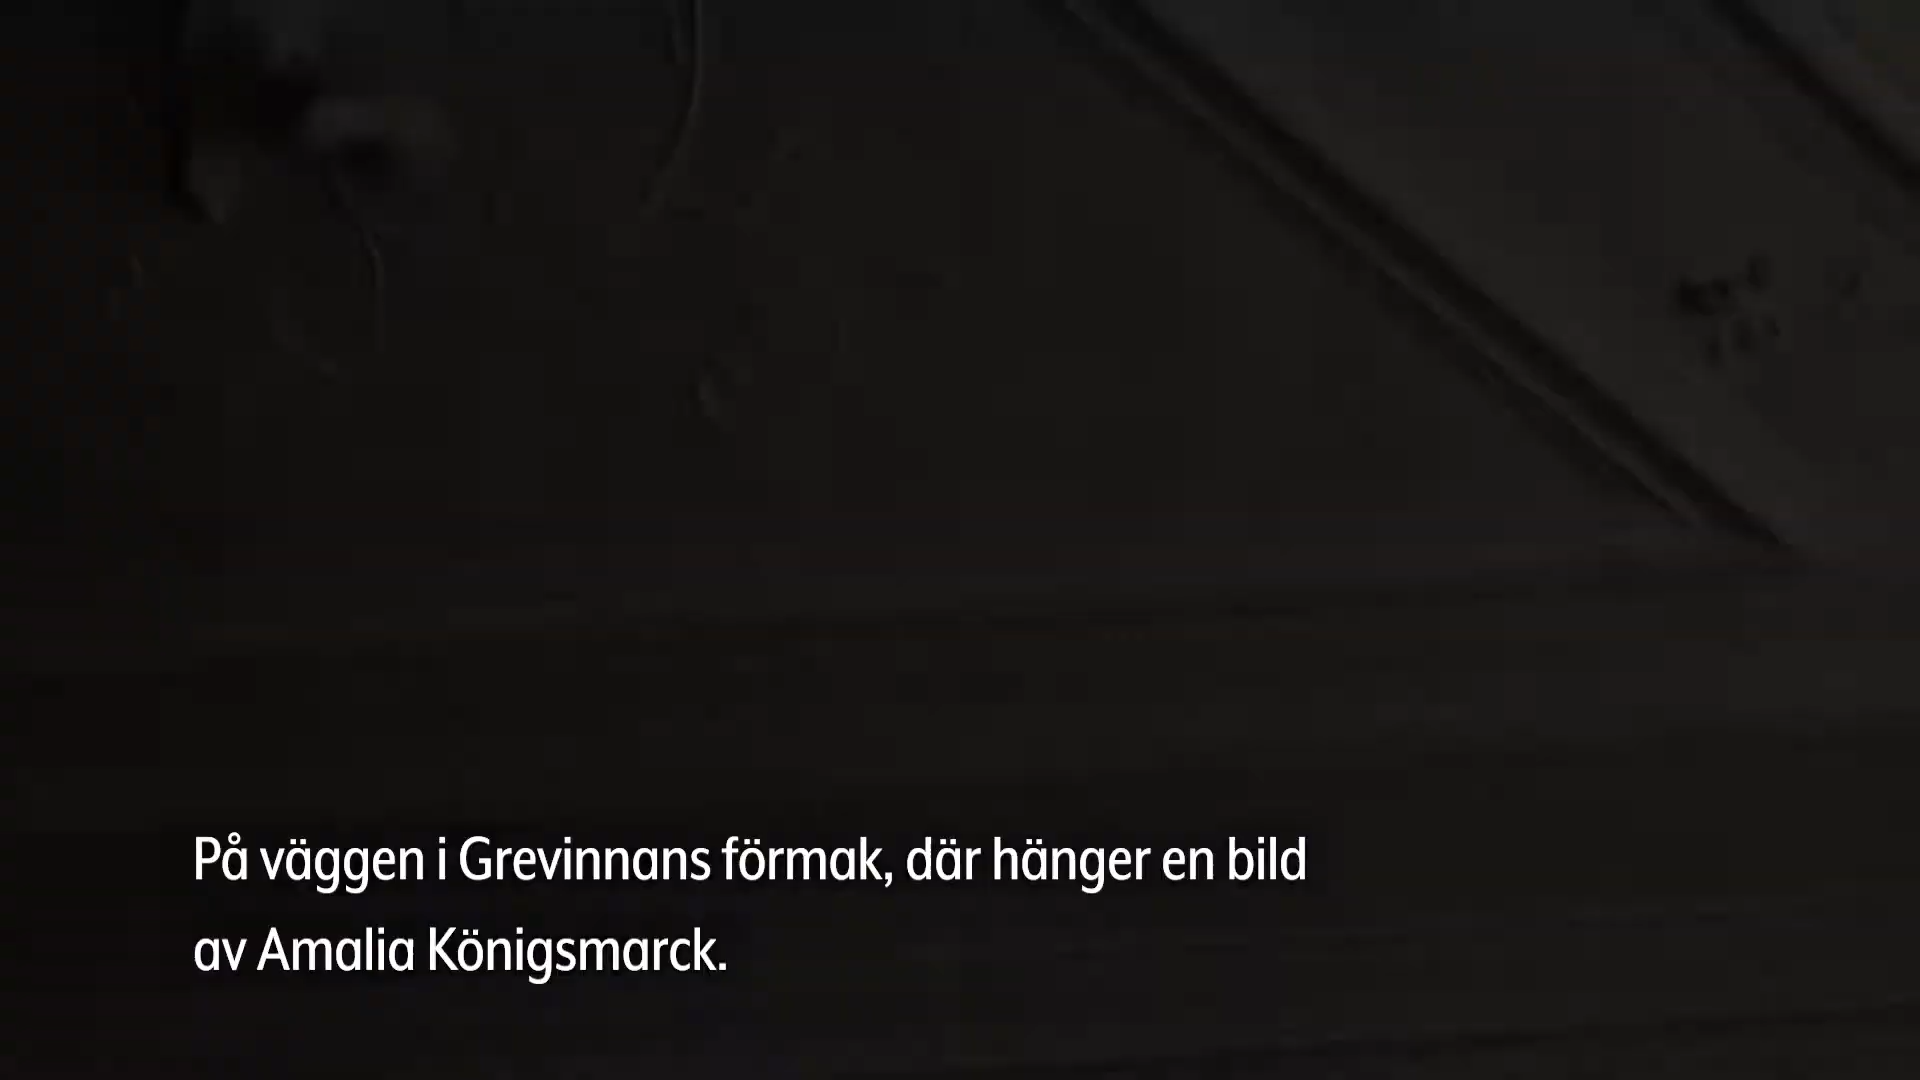 På väggen i Grevinnans förmak, där hänger en bild
av Amalia Königsmarck.